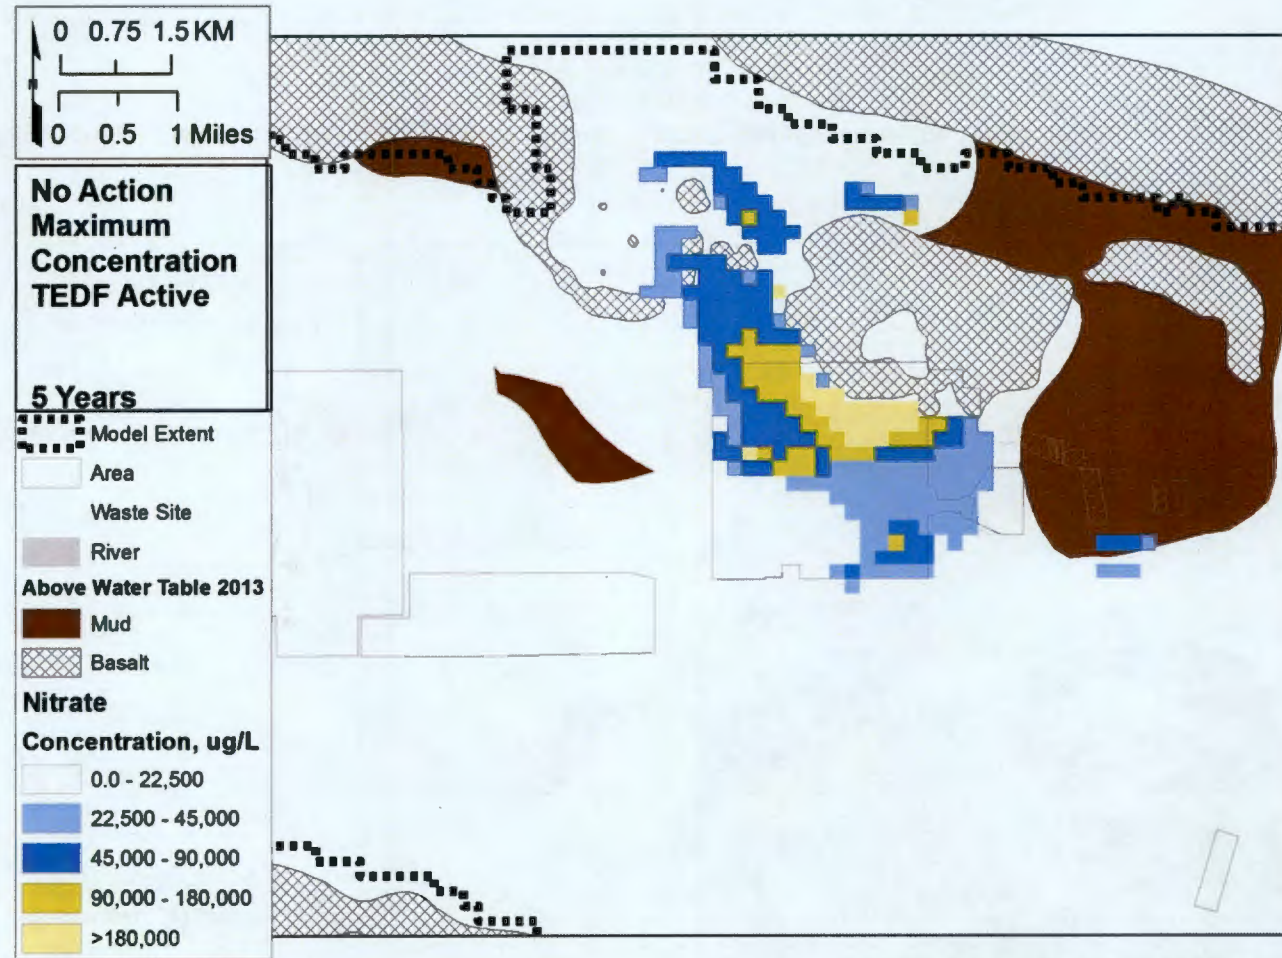 0 0.75 1.5 KM
N
0 0.5 1 Miles
No Action
Maximum
Concentration
TEDF Active
5 Years
Model Extent
Area
Waste Site
River
Above Water Table 2013
Mud
Basalt
Nitrate
Concentration, ug/L
0.0 - 22,500
22,500 - 45,000
45,000 - 90,000
90,000 - 180,000
>180,000